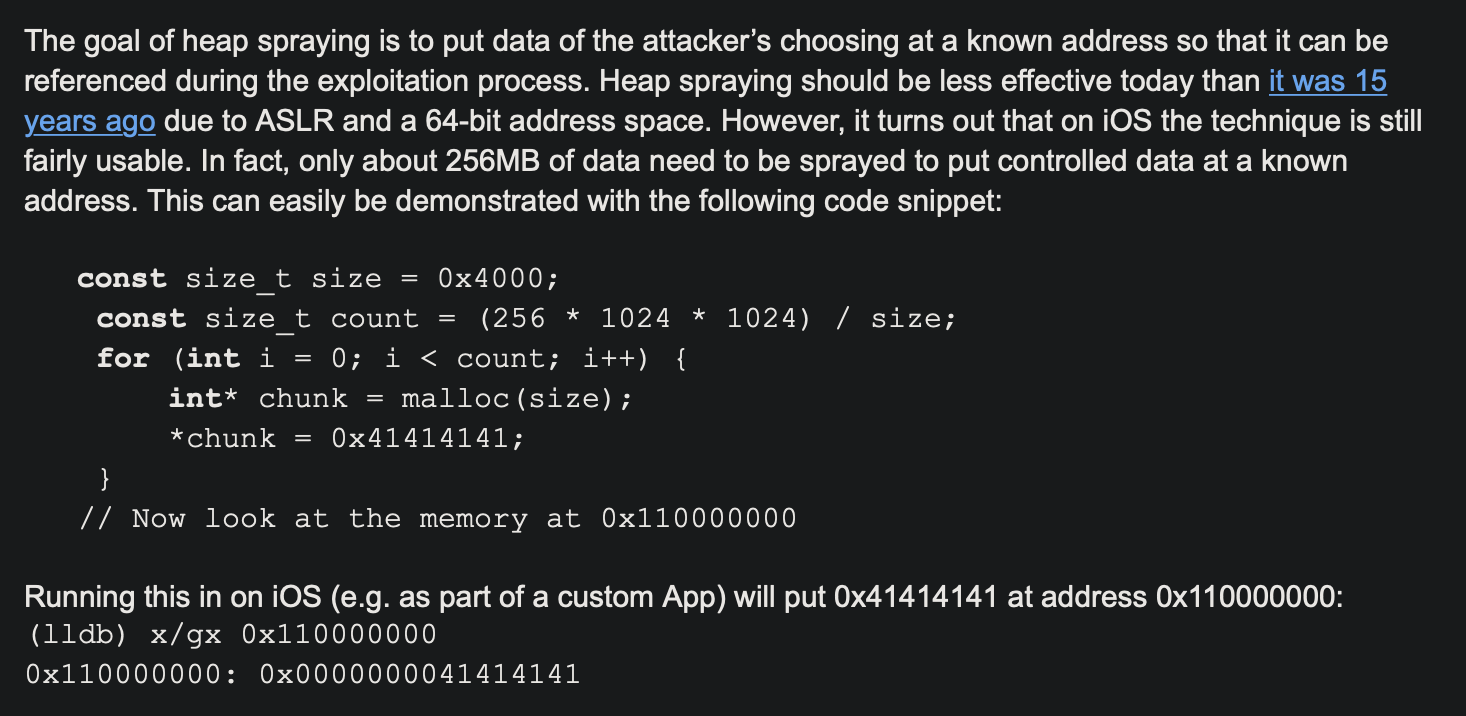 The goal of heap spraying is to put data of the attacker’s choosing at a known address so that it can be
referenced during the exploitation process. Heap spraying should be less effective today than it was 15
years ago due to ASLR and a 64-bit address space. However, it turns out that on iOS the technique is still
fairly usable. In fact, only about 256MB of data need to be sprayed to put controlled data at a known
address. This can easily be demonstrated with the following code snippet:
const size_t size = 0x4000;
const size_t count = (256 * 1024 * 1024) / size;
for (int i = 0; i < count; i++) {
int* chunk = malloc(size);
*chunk = 0x41414141;
}
// Now look at the memory at 0x110000000
Running this in on iOS (e.g. as part of a custom App) will put 0x41414141 at address 0x110000000:
(lldb) x/gx 0x110000000
0x110000000: 0x0000000041414141